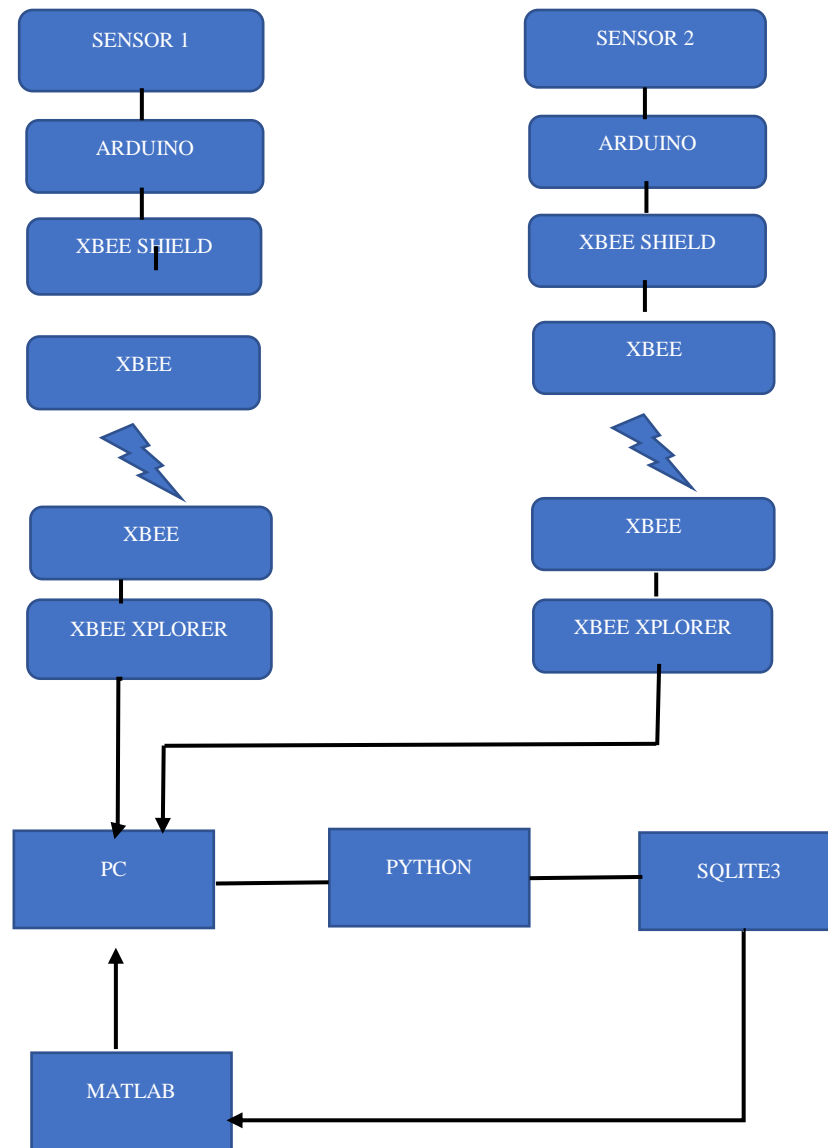 SENSOR 1
SENSOR 2
ARDUINO
ARDUINO
XBEE SHIELD
XBEE SHIELD
XBEE
XBEE
XBEE
XBEE
XBEE XPLORER
XBEE XPLORER
PC
PYTHON
SQLITE3
MATLAB